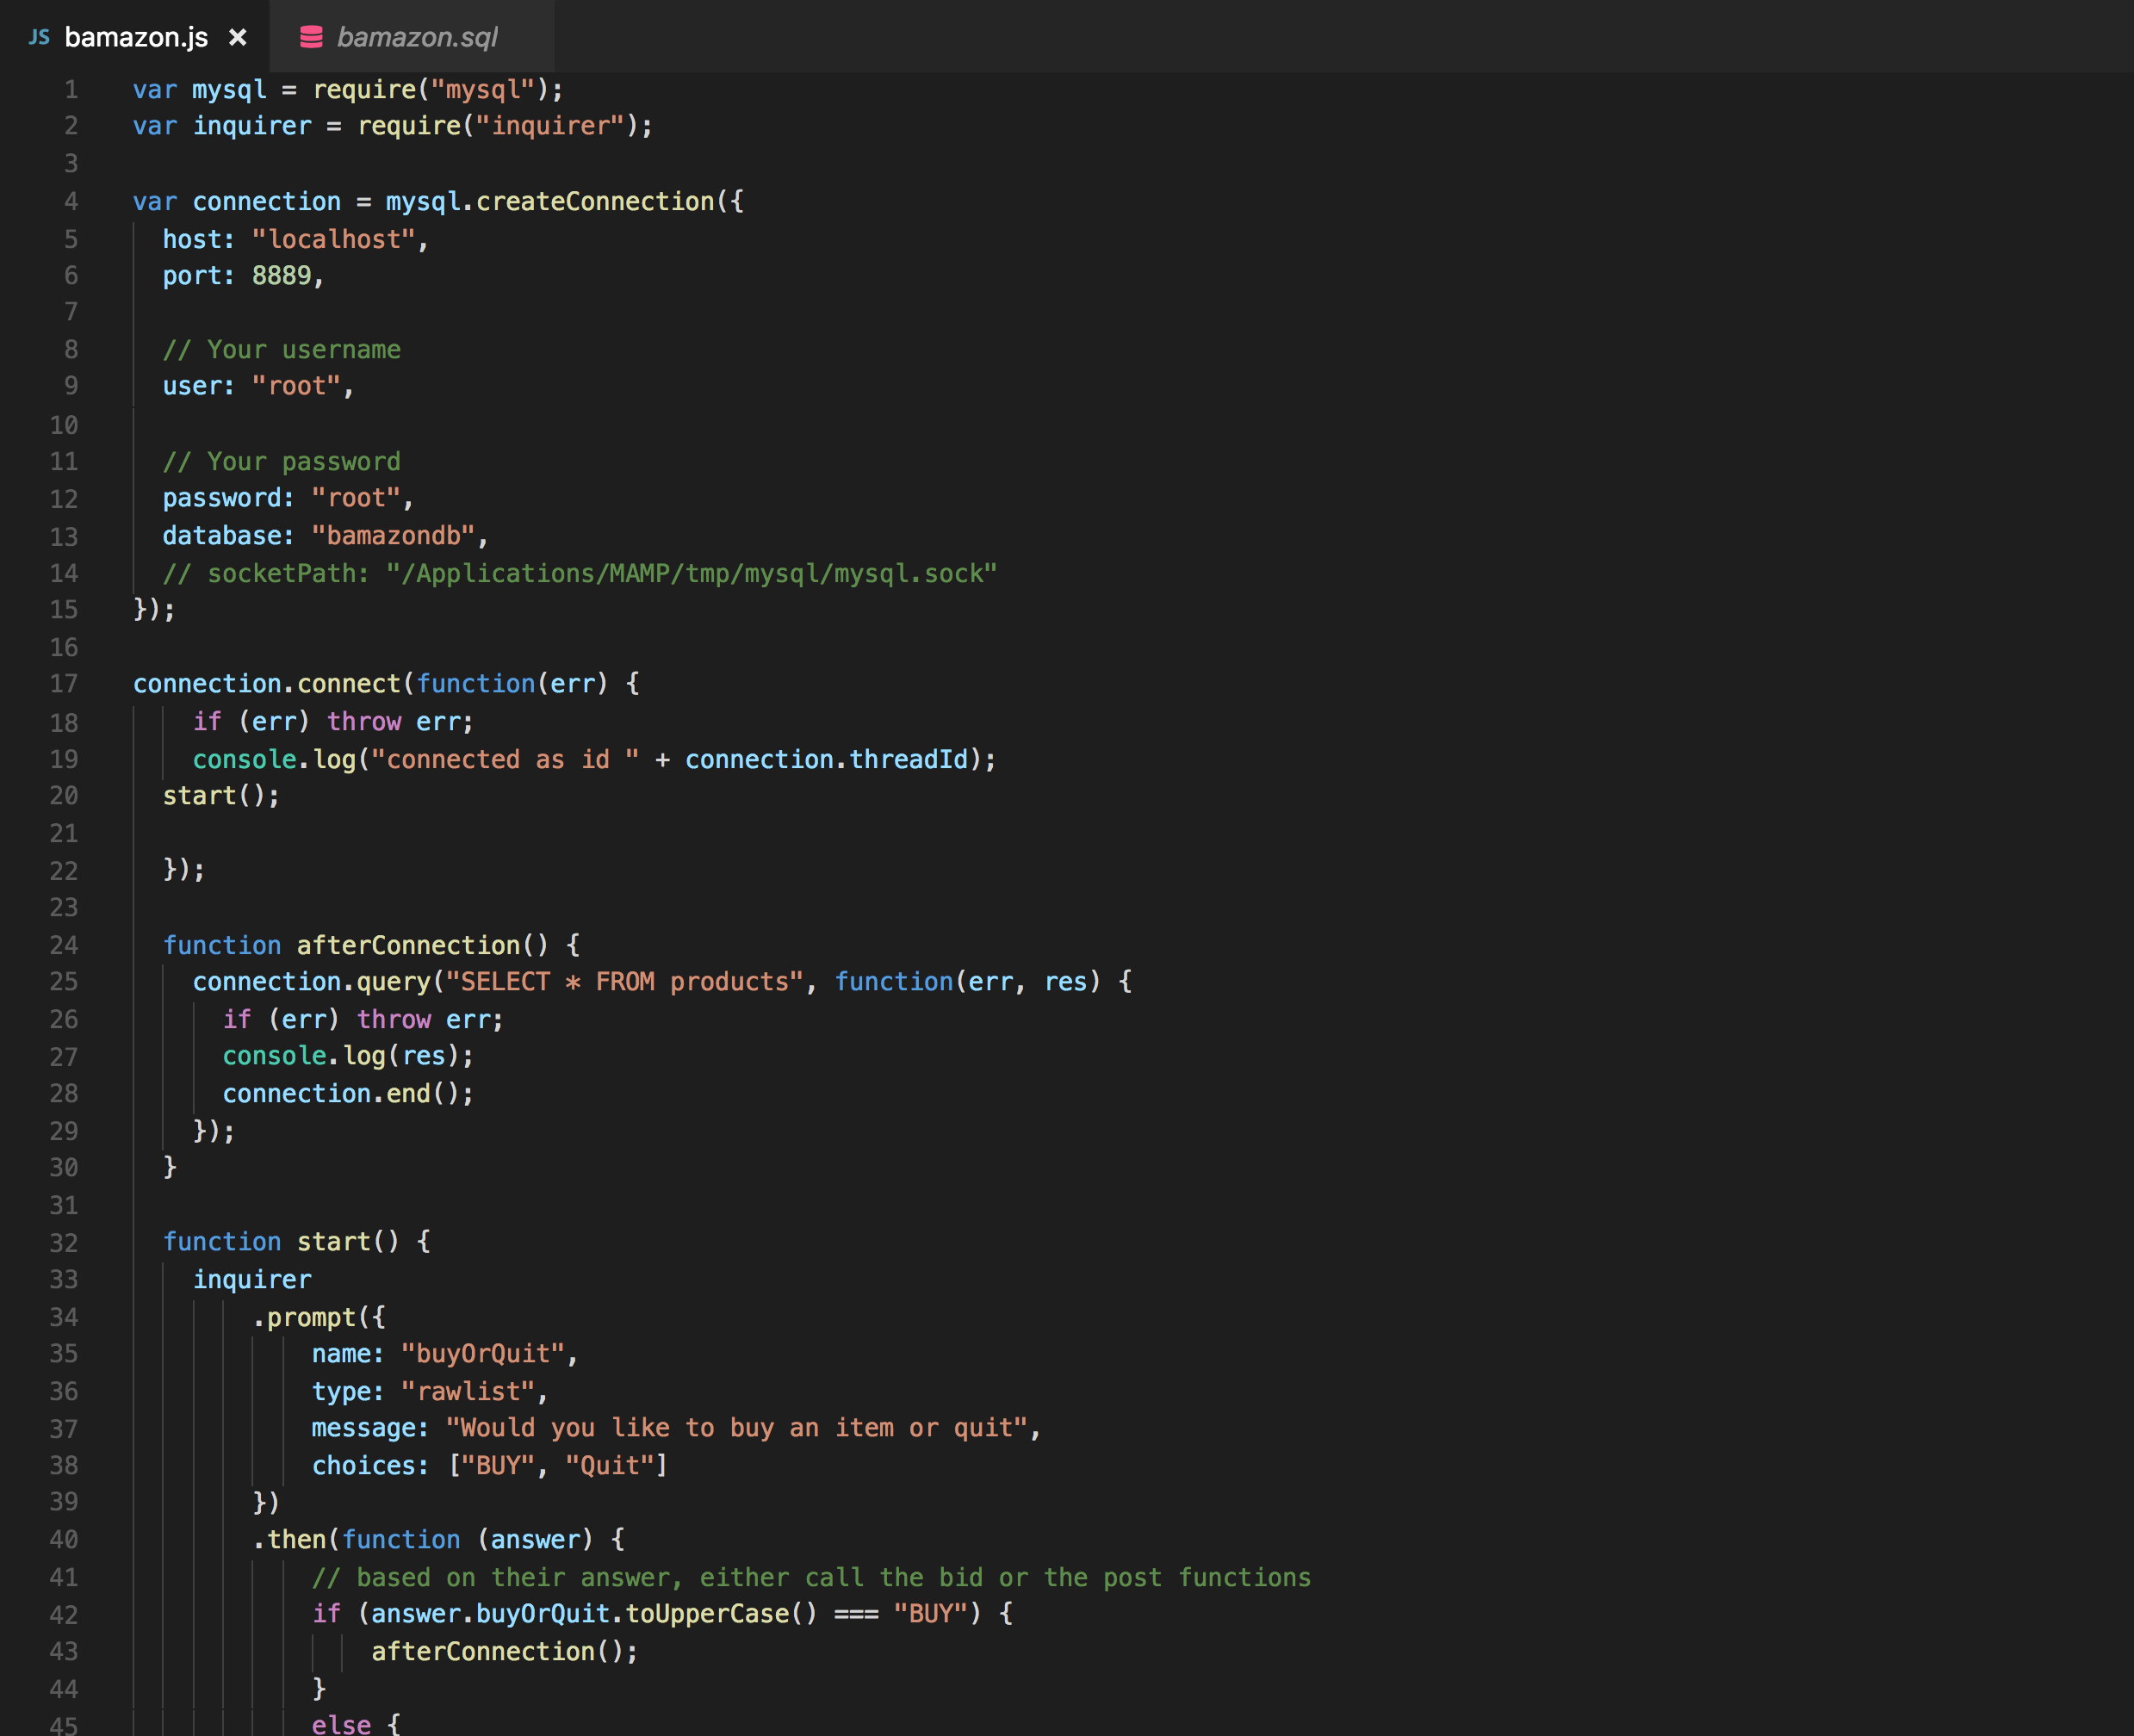 JS bamazon.js × bamazon.sql
1 var mysql = require("mysql");
2 var inquirer = require("inquirer");
3
4 var connection = mysql.createConnection({
5   host: "localhost",
6   port: 8889,
7
8   // Your username
9   user: "root",
10
11   // Your password
12   password: "root",
13   database: "bamazondb",
14   // socketPath: "/Applications/MAMP/tmp/mysql/mysql.sock"
15 });
16
17 connection.connect(function(err) {
18     if (err) throw err;
19     console.log("connected as id " + connection.threadId);
20   start();
21
22   });
23
24   function afterConnection() {
25     connection.query("SELECT * FROM products", function(err, res) {
26       if (err) throw err;
27       console.log(res);
28       connection.end();
29     });
30   }
31
32   function start() {
33     inquirer
34         .prompt({
35             name: "buyOrQuit",
36             type: "rawlist",
37             message: "Would you like to buy an item or quit",
38             choices: ["BUY", "Quit"]
39         })
40         .then(function (answer) {
41             // based on their answer, either call the bid or the post functions
42             if (answer.buyOrQuit.toUpperCase() === "BUY") {
43                 afterConnection();
44             }
45             else {